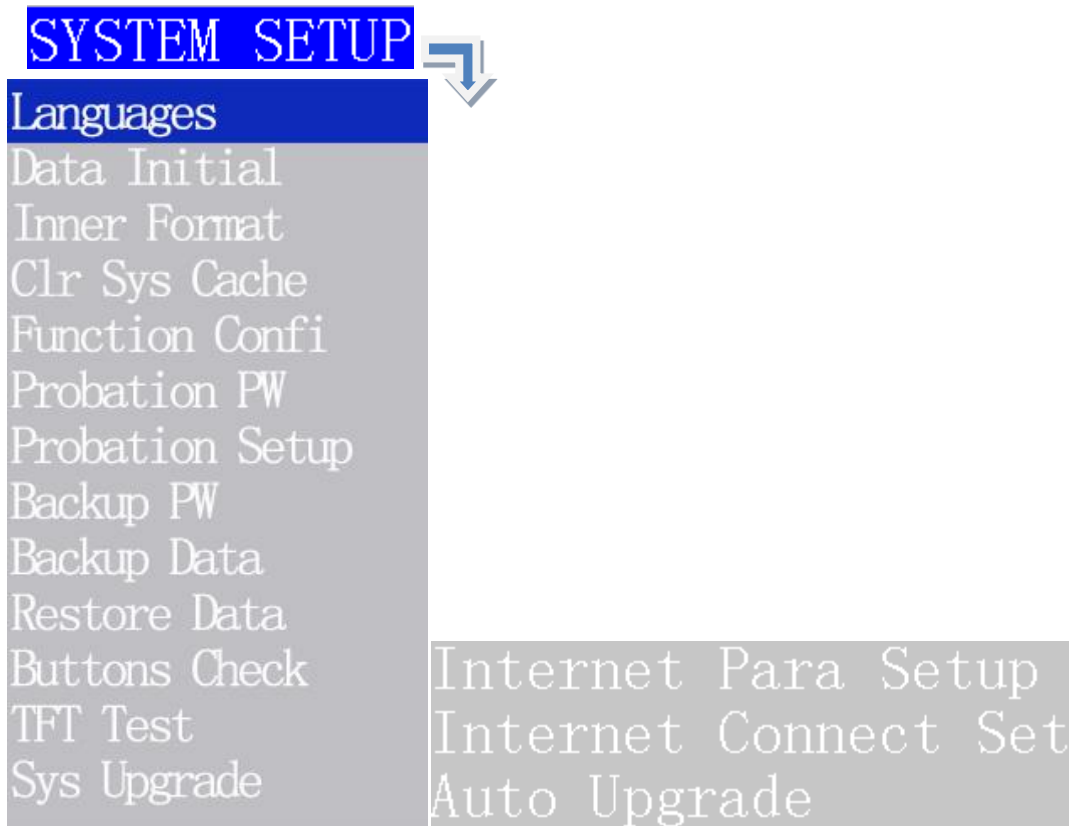 SYSTEM SETUP
Languages
Data Initial
Inner Format
Clr Sys Cache
Function Confi
Probation PW
Probation Setup
Backup PW
Backup Data
Restore Data
Buttons Check
TFT Test
Sys Upgrade
Internet Para Setup
Internet Connect Set
Auto Upgrade